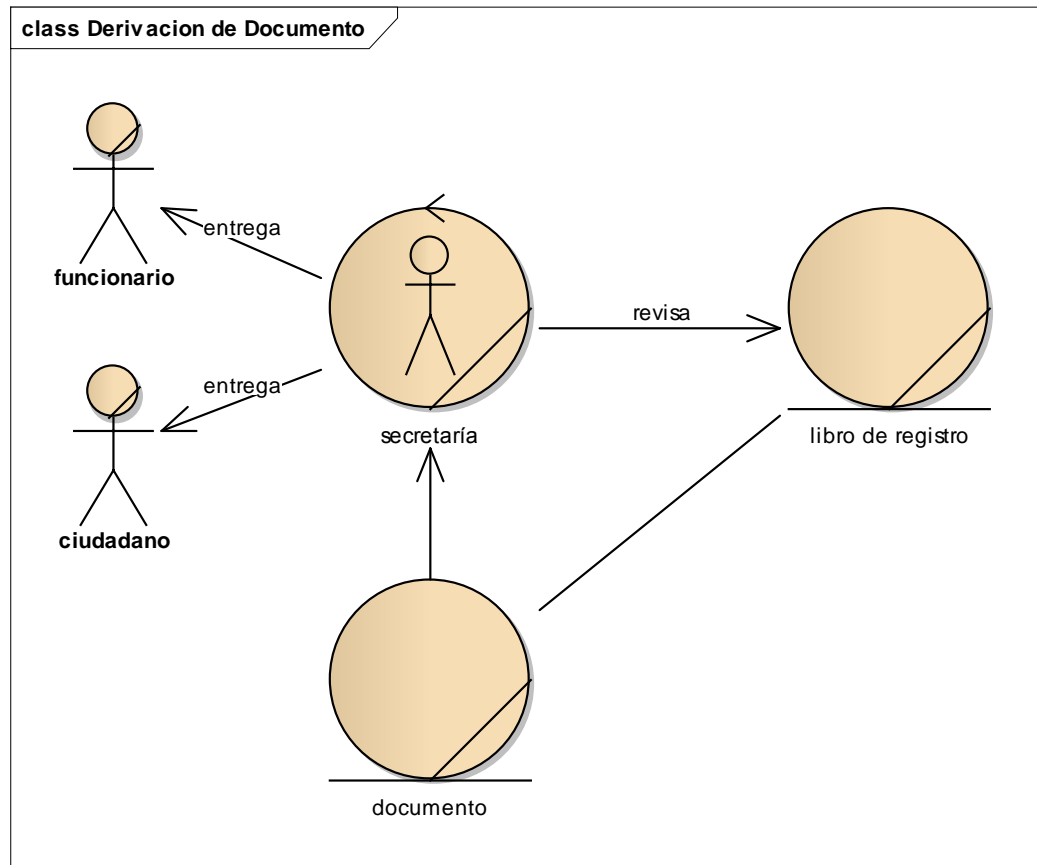 class Derivacion de Documento
entrega
funcionario
revisa
entrega
secretaría
libro de registro
ciudadano
documento